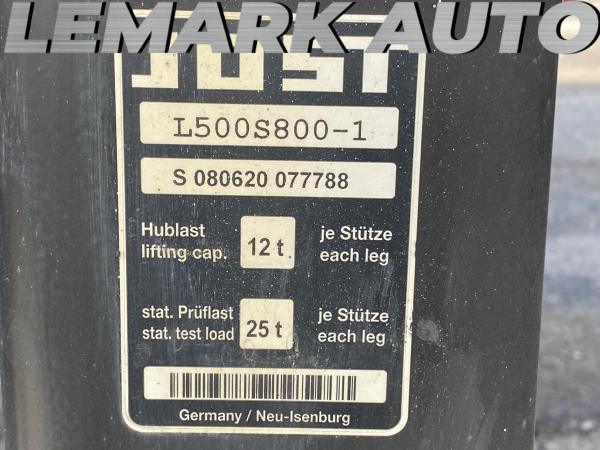 LEMARK AUTO
JOST
L500S800-1
S 080620 077788
Hublast 12 t je Stütze
lifting cap. each leg
stat. Prüflast 25 t je Stütze
stat. test load each leg
Germany / Neu-Isenburg